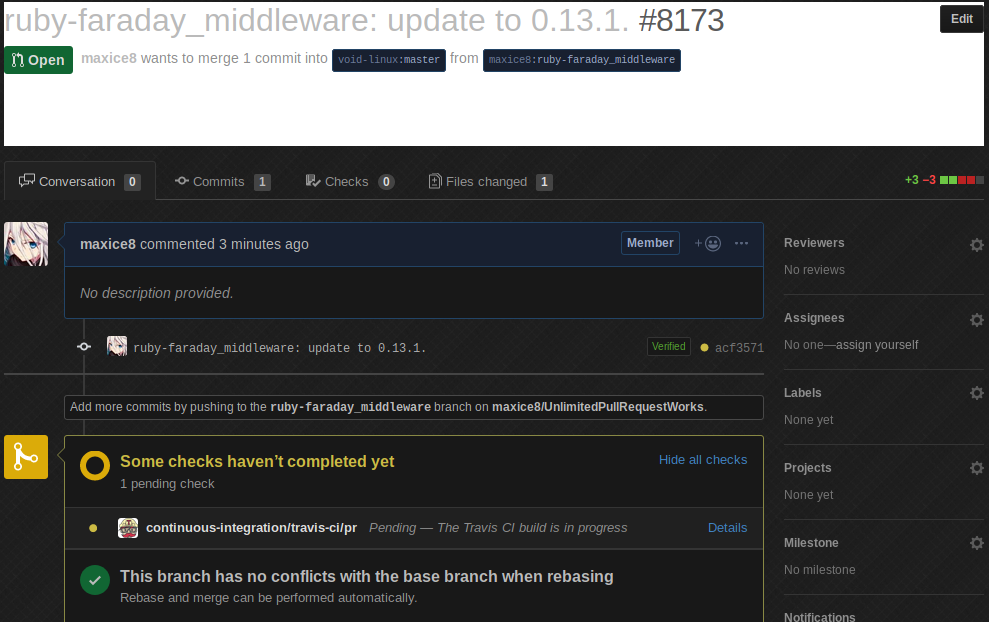 ruby-faraday_middleware: update to 0.13.1. #8173
Edit
Open maxice8 wants to merge 1 commit into void-linux:master from maxice8:ruby-faraday_middleware
Conversation 0 Commits 1 Checks 0 Files changed 1 +3 −3
maxice8 commented 3 minutes ago Member
No description provided.
ruby-faraday_middleware: update to 0.13.1. Verified acf3571
Add more commits by pushing to the ruby-faraday_middleware branch on maxice8/UnlimitedPullRequestWorks.
Some checks haven’t completed yet Hide all checks
1 pending check
continuous-integration/travis-ci/pr Pending — The Travis CI build is in progress Details
This branch has no conflicts with the base branch when rebasing
Rebase and merge can be performed automatically.
Reviewers
No reviews
Assignees
No one—assign yourself
Labels
None yet
Projects
None yet
Milestone
No milestone
Notifications